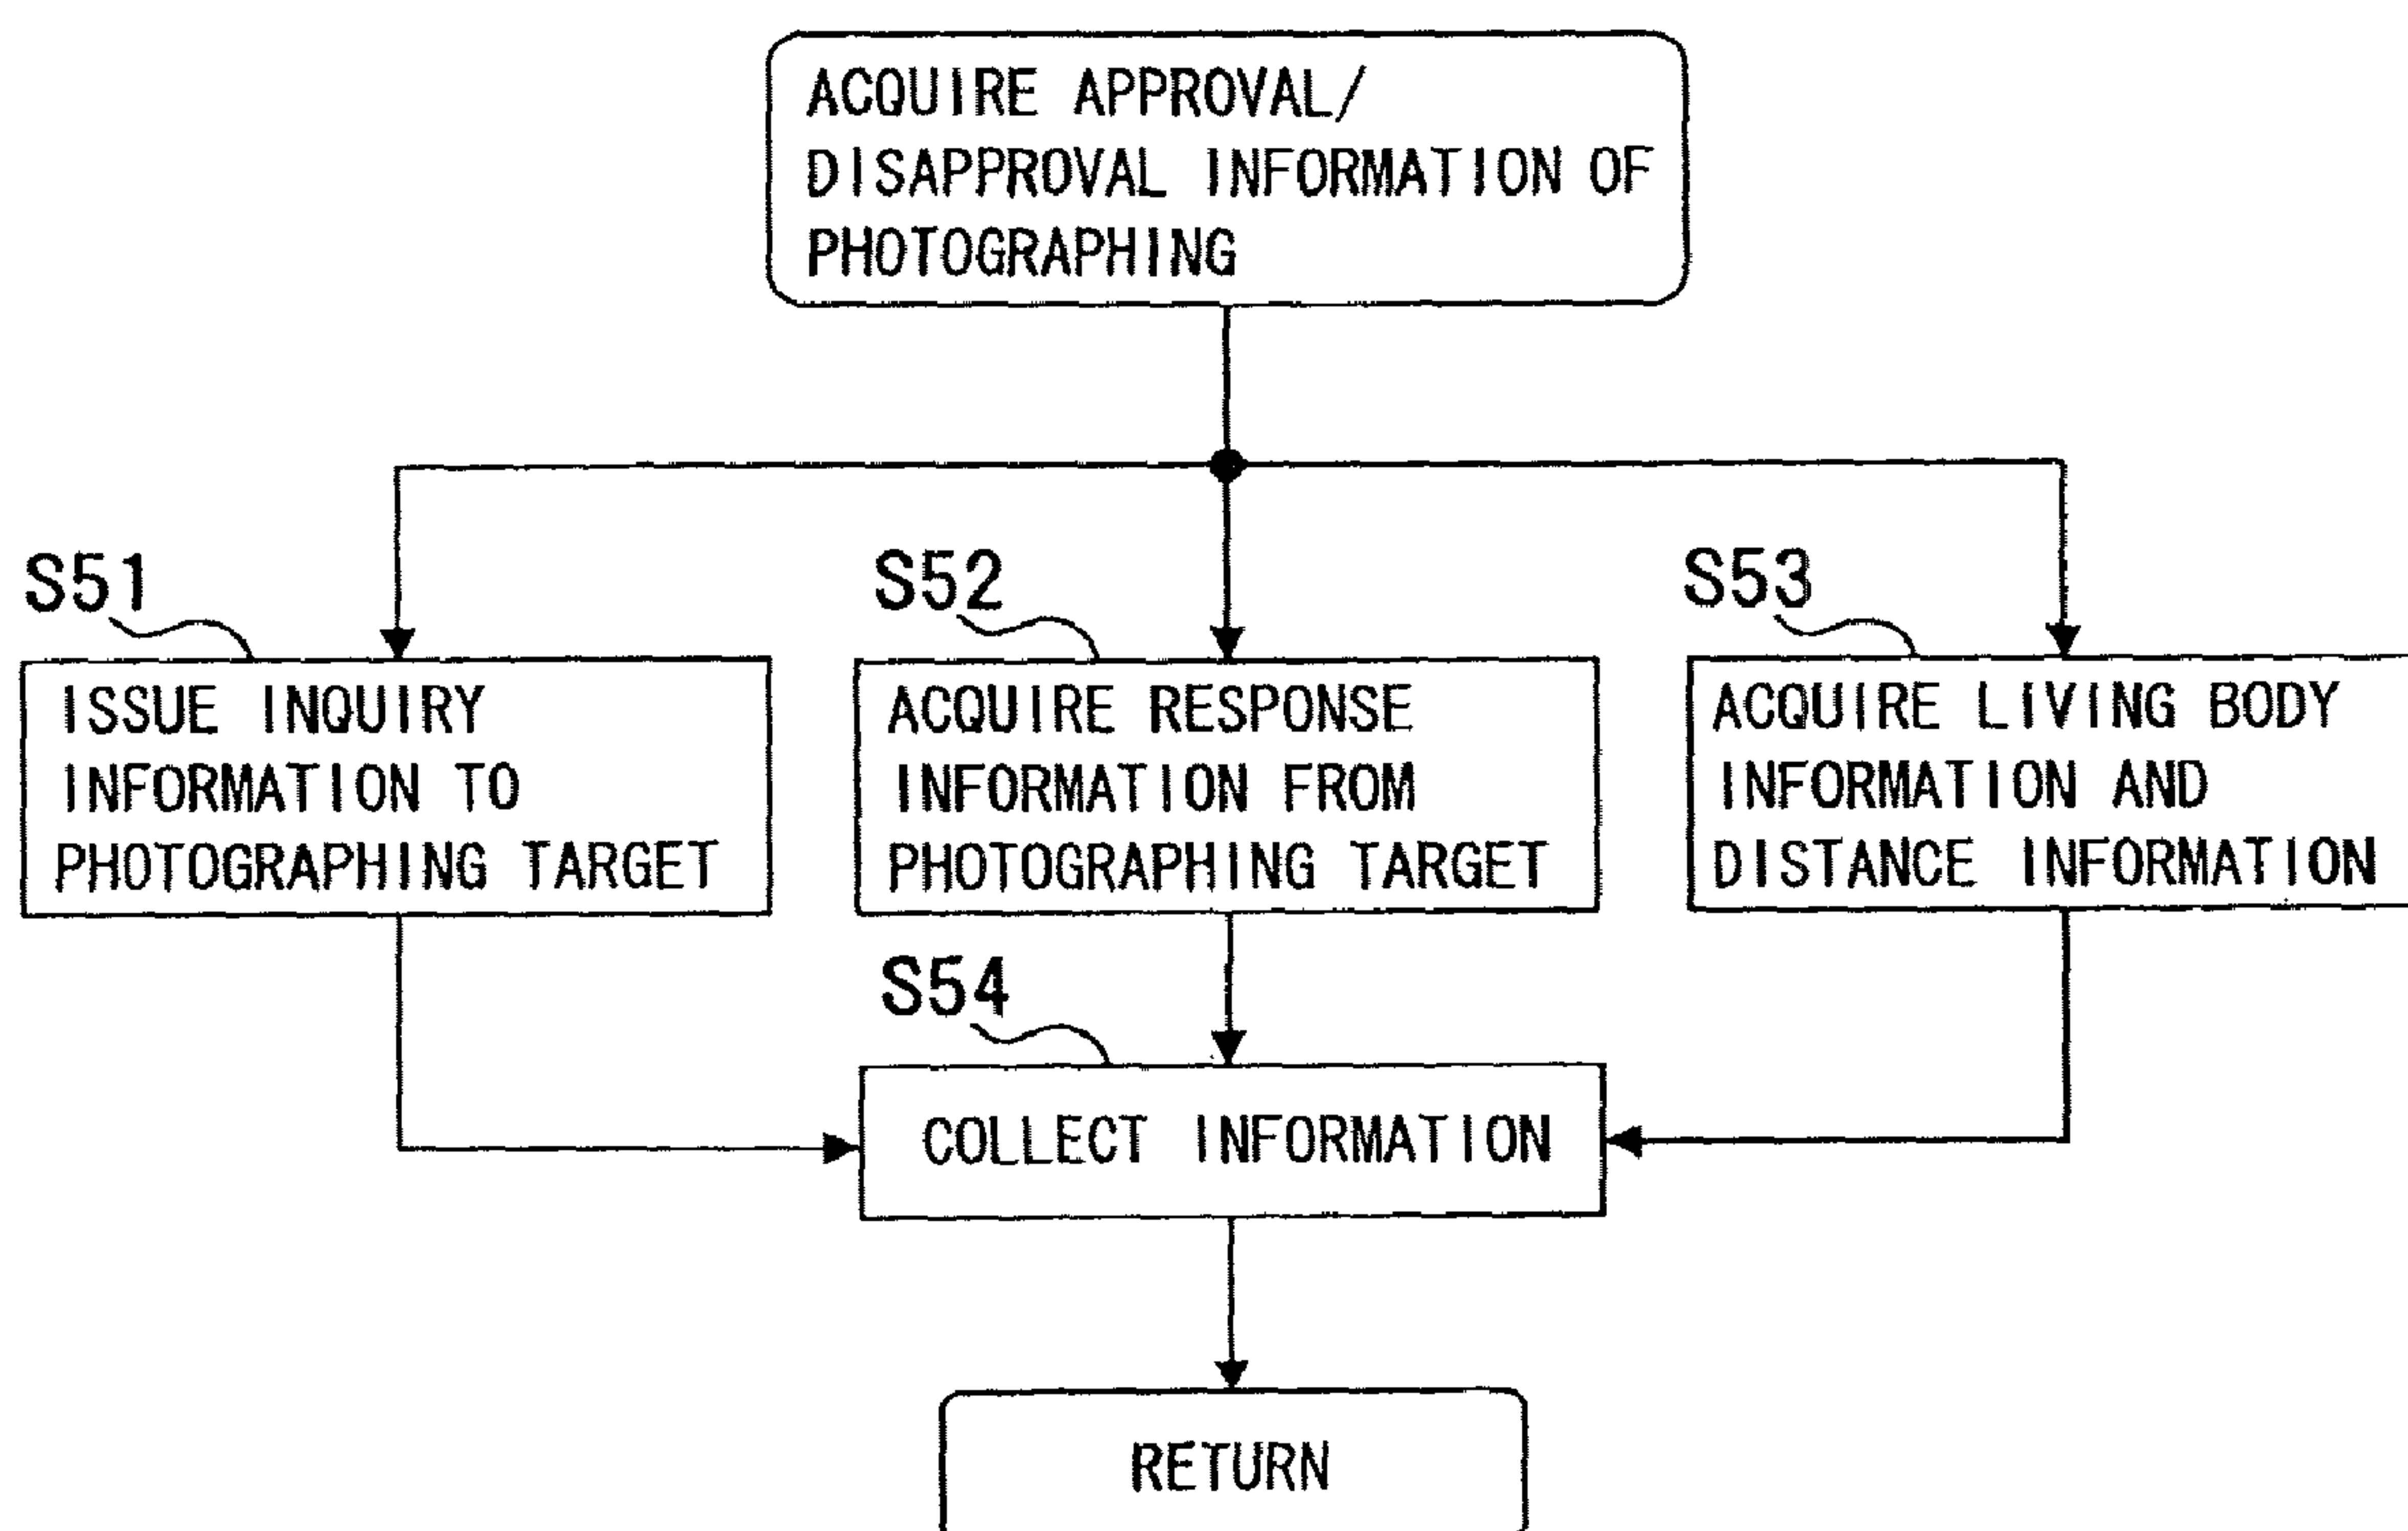 ACQUIRE APPROVAL/
DISAPPROVAL INFORMATION OF
PHOTOGRAPHING
S51
ISSUE INQUIRY
INFORMATION TO
PHOTOGRAPHING TARGET
S52
ACQUIRE RESPONSE
INFORMATION FROM
PHOTOGRAPHING TARGET
S53
ACQUIRE LIVING BODY
INFORMATION AND
DISTANCE INFORMATION
S54
COLLECT INFORMATION
RETURN